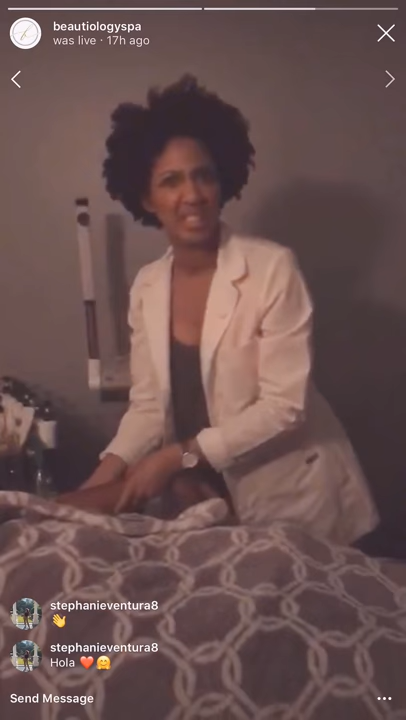 beautiologyspa
was live · 17h ago
stephanieventura8
👋
stephanieventura8
Hola ❤️🤗
Send Message